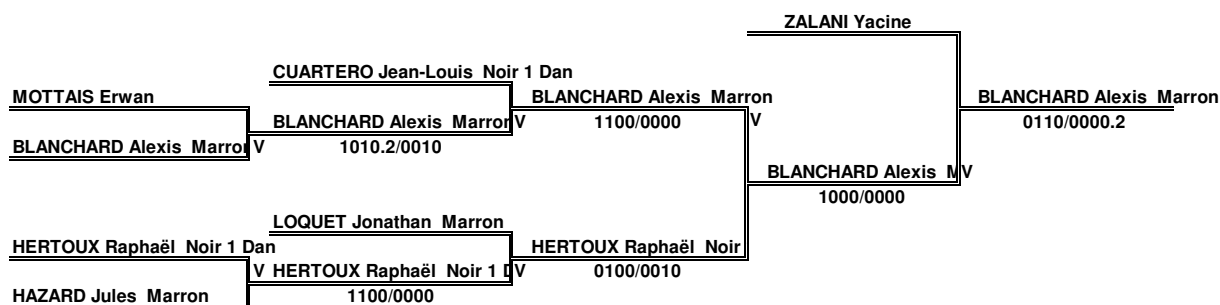 ZALANI Yacine
CUARTERO Jean-Louis Noir 1 Dan
MOTTAIS Erwan
BLANCHARD Alexis Marron
BLANCHARD Alexis Marron
BLANCHARD Alexis Marron V
1100/0000
V
0110/0000.2
BLANCHARD Alexis Marron V
1010.2/0010
BLANCHARD Alexis MV
1000/0000
LOQUET Jonathan Marron
HERTOUX Raphaël Noir 1 Dan
HERTOUX Raphaël Noir
V HERTOUX Raphaël Noir 1 DV
0100/0010
HAZARD Jules Marron
1100/0000